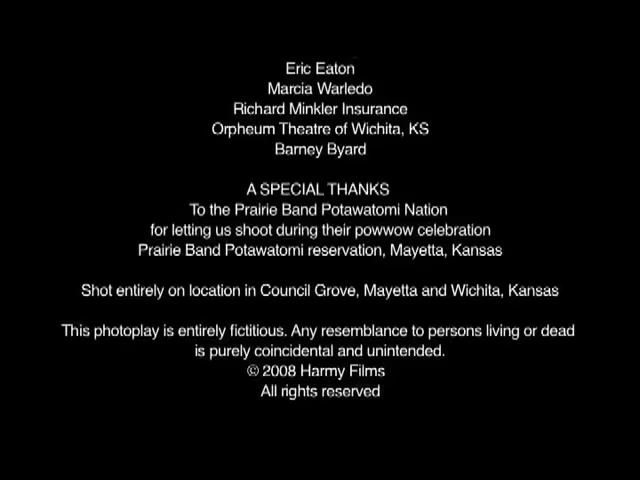 Eric Eaton
Marcia Warledo
Richard Minkler Insurance
Orpheum Theatre of Wichita, KS
Barney Byard
A SPECIAL THANKS
To the Prairie Band Potawatomi Nation
for letting us shoot during their powwow celebration
Prairie Band Potawatomi reservation, Mayetta, Kansas
Shot entirely on location in Council Grove, Mayetta and Wichita, Kansas
This photoplay is entirely fictitious. Any resemblance to persons living or dead
is purely coincidental and unintended.
© 2008 Harmy Films
All rights reserved